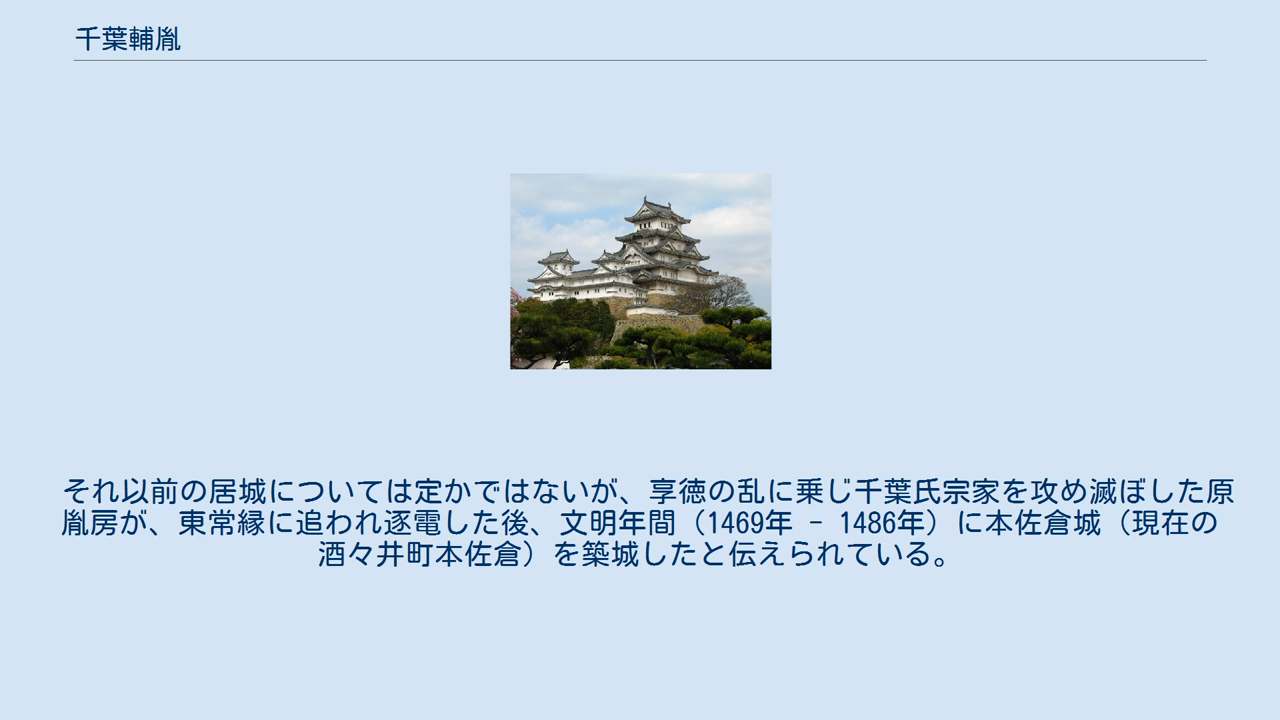 千葉輔胤
それ以前の居城については定かではないが、享徳の乱に乗じ千葉氏宗家を攻め滅ぼした原
胤房が、東常縁に追われ逐電した後、文明年間（1469年 - 1486年）に本佐倉城（現在の
酒々井町本佐倉）を築城したと伝えられている。